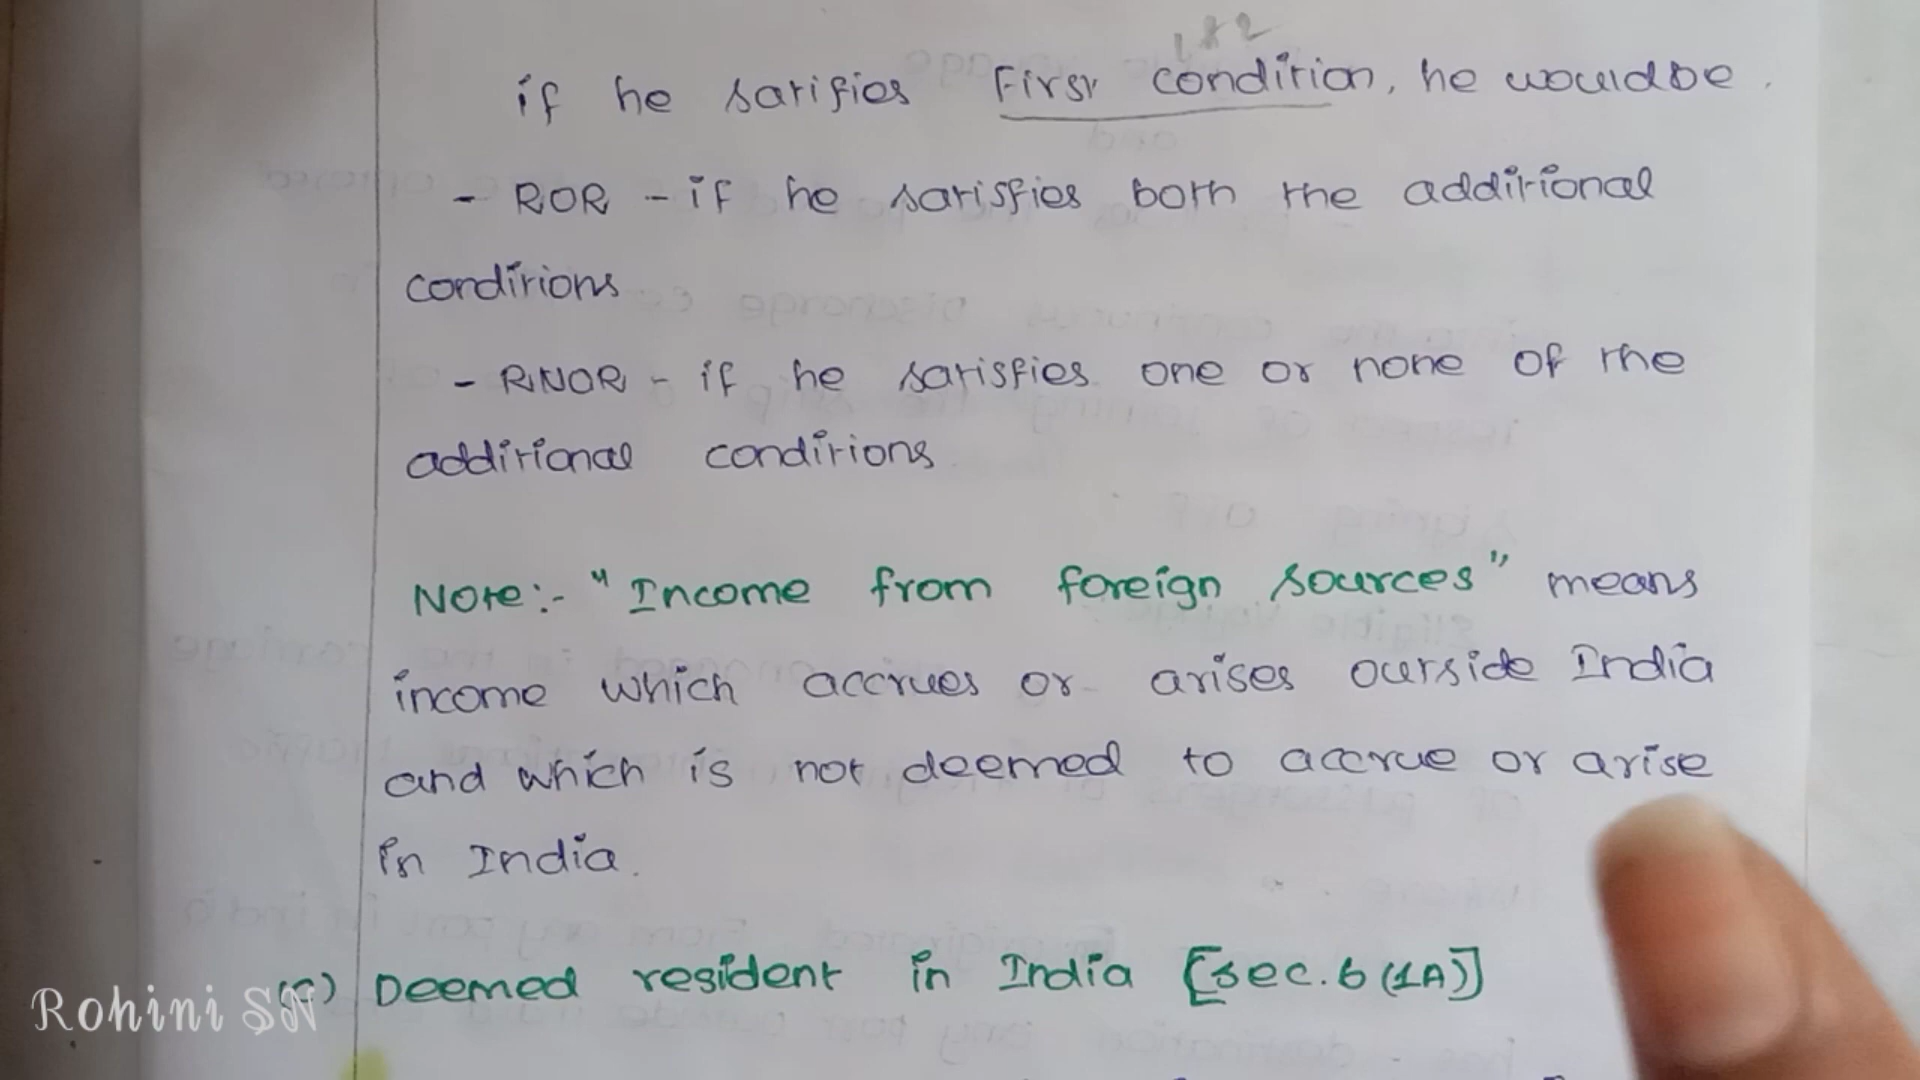 1 & 2
if he sarifies First condition, he would be
- ROR - if he satisfies both the additional
conditions
- RNOR - if he satisfies one or none of the
additional conditions
Note:- "Income from foreign sources" means
income which accrues or arises outside India
and which is not deemed to accrue or arise
in India.
Deemed resident in India [sec. 6 (1A)]
Rohini SN